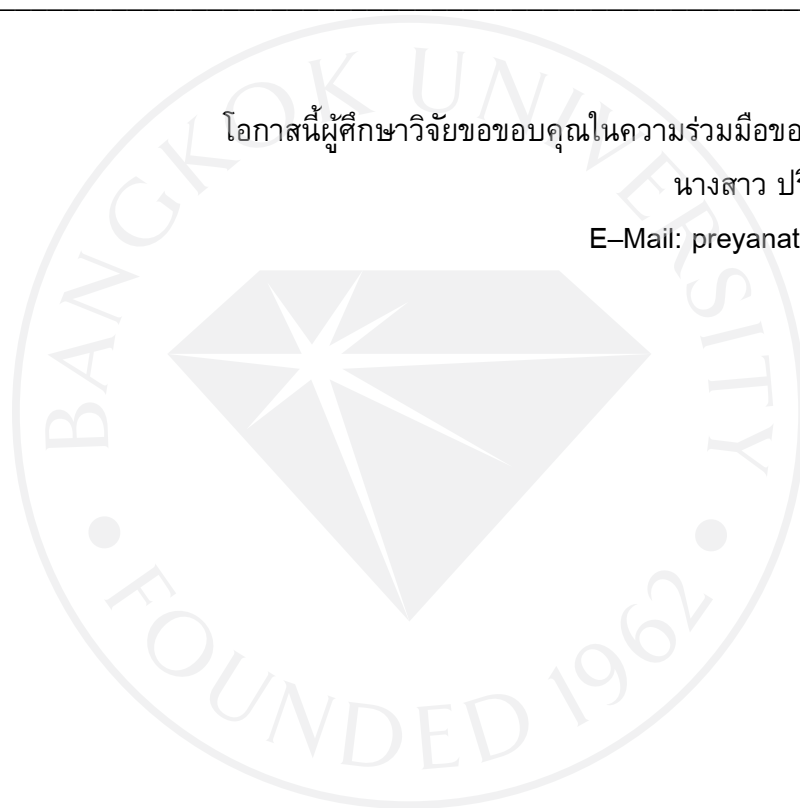 โอกาสนี้ผู้ศึกษาวิจัยขอขอบคุณในความร่วมมือขอ
นางสาว ปรี
E–Mail: preyanat
BANGKOK UNIVERSITY
FOUNDED 1962